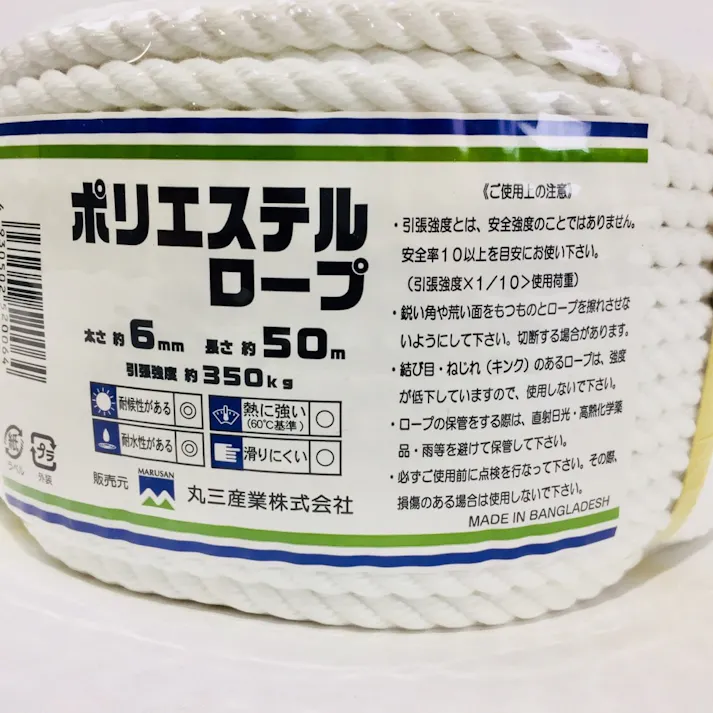 ポリエステル
ロープ
太さ 約 6mm 長さ 約 50m
引張強度 約 350kg
耐候性がある ◎
熱に強い (60℃基準) ○
耐水性がある ◎
滑りにくい ○
紙
ラベル
プラ
外装
販売元
MARUSAN
丸三産業株式会社
《ご使用上の注意》
・引張強度とは、安全強度のことではありません。
安全率10以上を目安にお使い下さい。
(引張強度×1/10>使用荷重)
・鋭い角や荒い面をもつものとロープを擦れさせな
いようにして下さい。切断する場合があります。
・結び目・ねじれ(キンク)のあるロープは、強度
が低下していますので、使用しないで下さい。
・ロープの保管をする際は、直射日光・高熱化学薬
品・雨等を避けて保管して下さい。
・必ずご使用前に点検を行なって下さい。その際、
損傷のある場合は使用しないで下さい。
MADE IN BANGLADESH